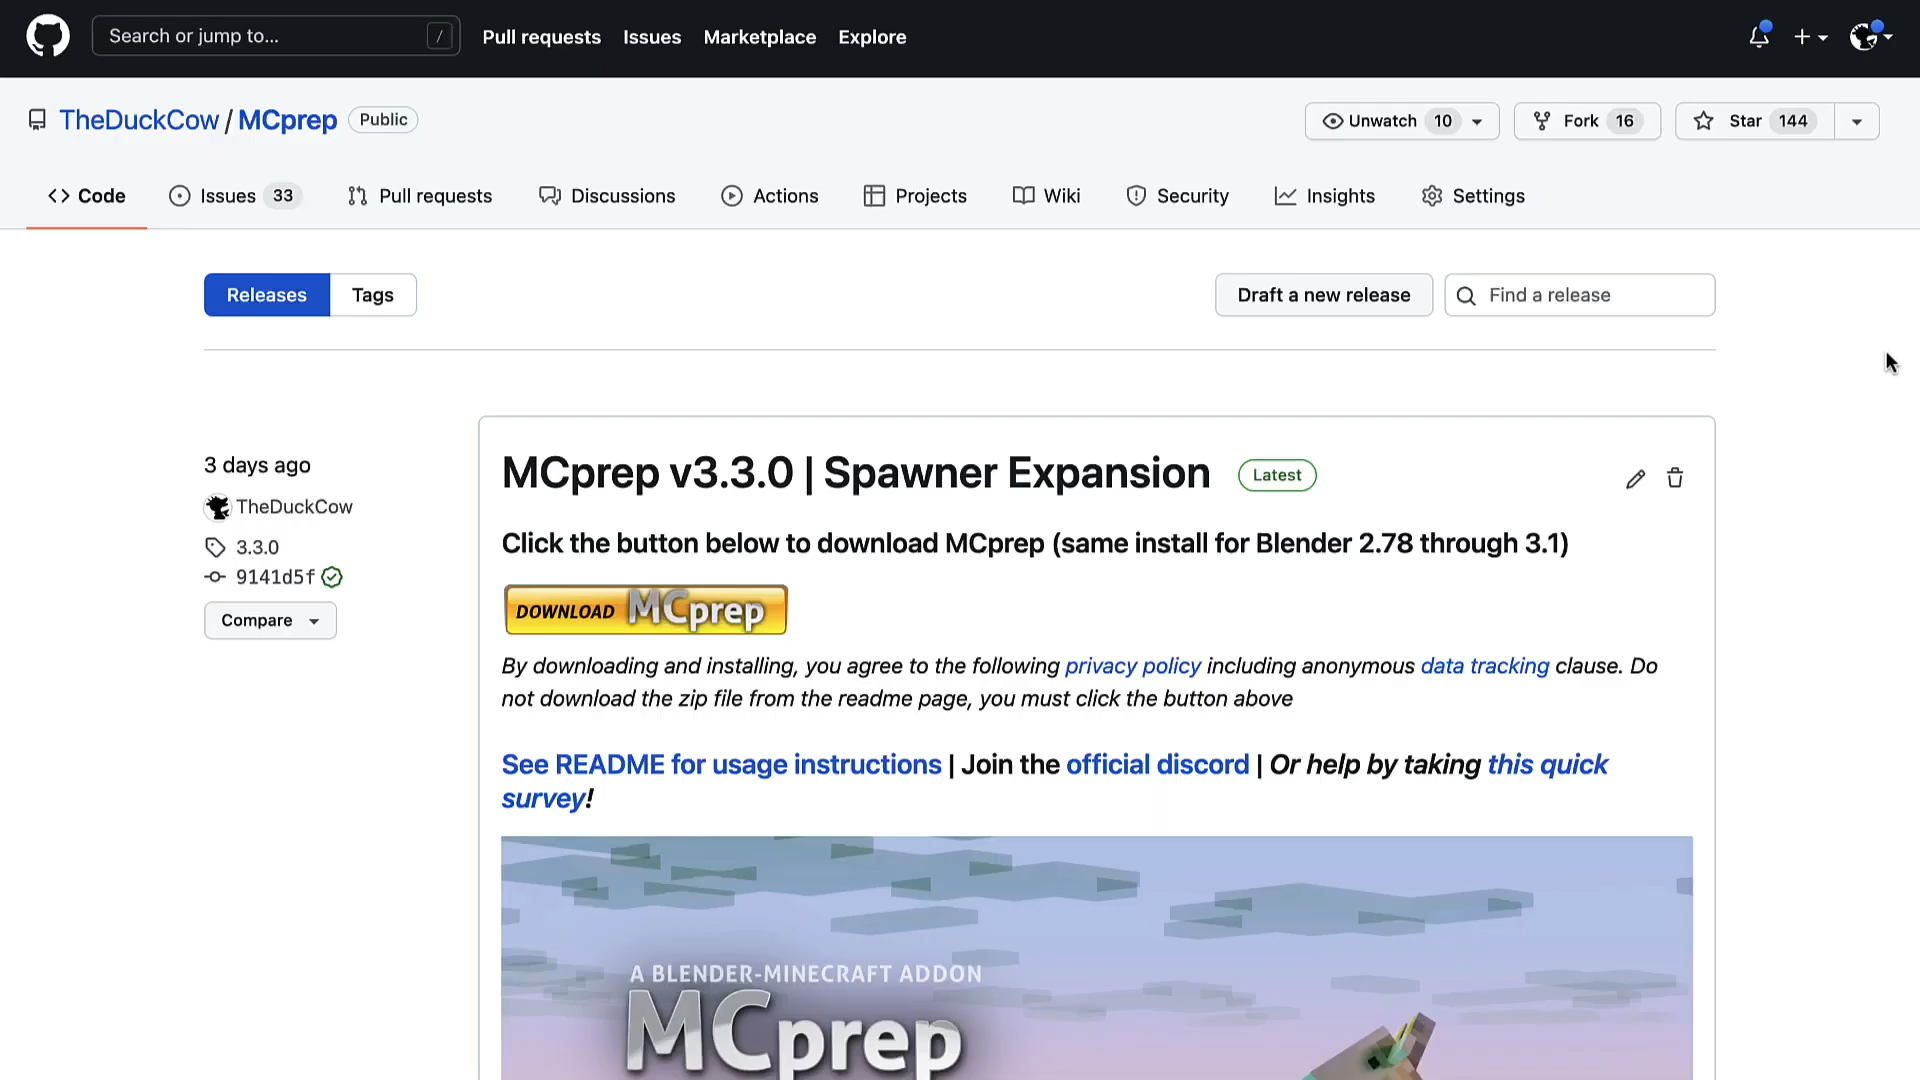 Search or jump to... /
Pull requests Issues Marketplace Explore
TheDuckCow / MCprep Public
Unwatch 10 Fork 16 Star 144
Code Issues 33 Pull requests Discussions Actions Projects Wiki Security Insights Settings
Releases Tags
Draft a new release Find a release
3 days ago
TheDuckCow
3.3.0
9141d5f
Compare
MCprep v3.3.0 | Spawner Expansion Latest
Click the button below to download MCprep (same install for Blender 2.78 through 3.1)
DOWNLOAD MCprep
By downloading and installing, you agree to the following privacy policy including anonymous data tracking clause. Do
not download the zip file from the readme page, you must click the button above
See README for usage instructions | Join the official discord | Or help by taking this quick
survey!
A BLENDER-MINECRAFT ADDON
MCprep